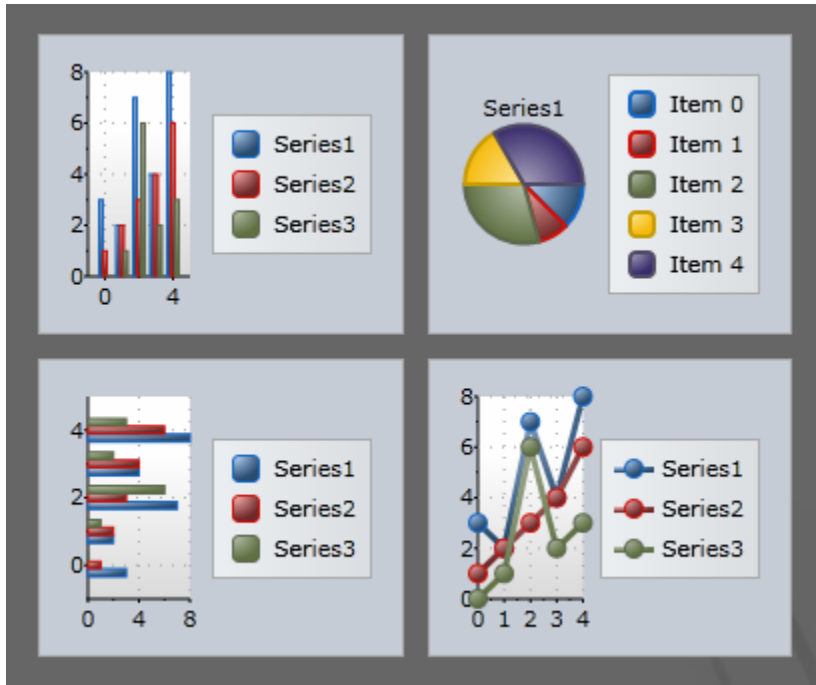 8
6
4
2
0
0 4
Series1
Series2
Series3
Series1
Item 0
Item 1
Item 2
Item 3
Item 4
4
2
0
0 4 8
Series1
Series2
Series3
8
6
4
2
0
0 1 2 3 4
Series1
Series2
Series3